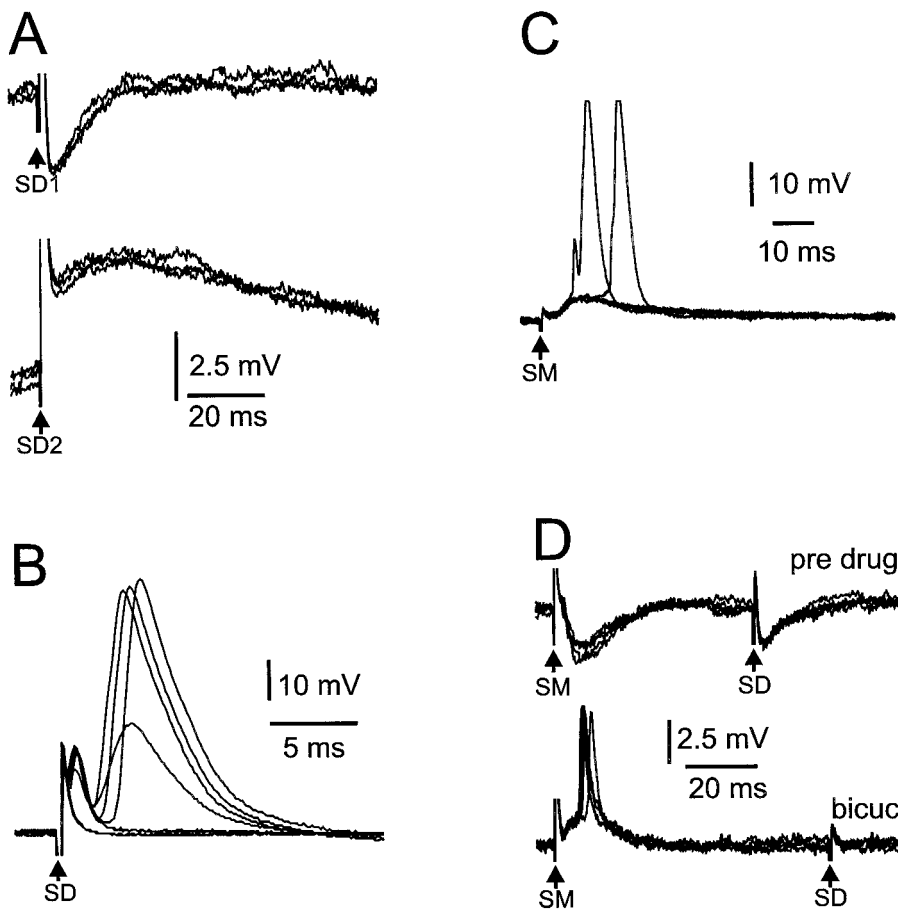 A
SD1
2.5 mV
20 ms
SD2
C
10 mV
10 ms
SM
B
10 mV
5 ms
SD
D
pre drug
SM
SD
2.5 mV
20 ms
bicuc
SM
SD